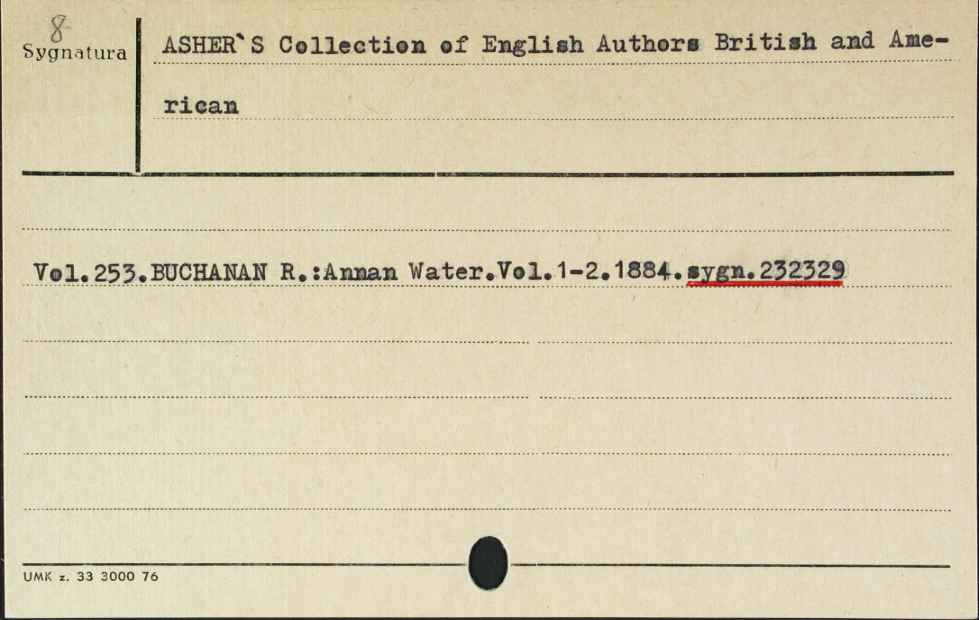 8
Sygnatura
ASHER`S Collection of English Authors British and Ame-
rican
Vol.253.BUCHANAN R.:Annan Water.Vol.1-2.1884.sygn.232329
UMK z. 33 3000 76